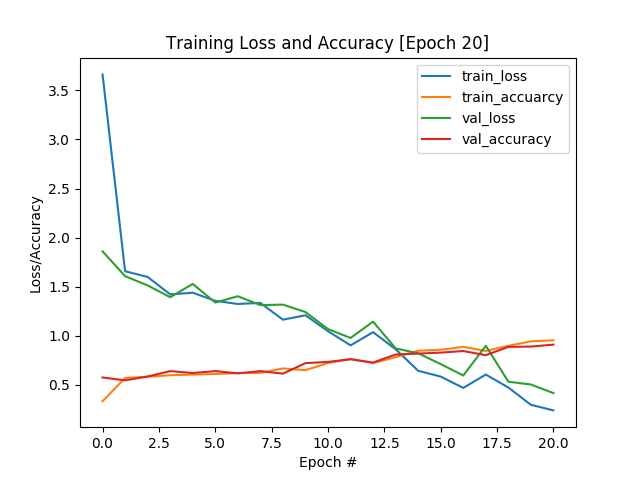 Training Loss and Accuracy [Epoch 20]
train_loss
train_accuarcy
val_loss
val_accuracy
Loss/Accuracy
3.5
3.0
2.5
2.0
1.5
1.0
0.5
0.0 2.5 5.0 7.5 10.0 12.5 15.0 17.5 20.0
Epoch #